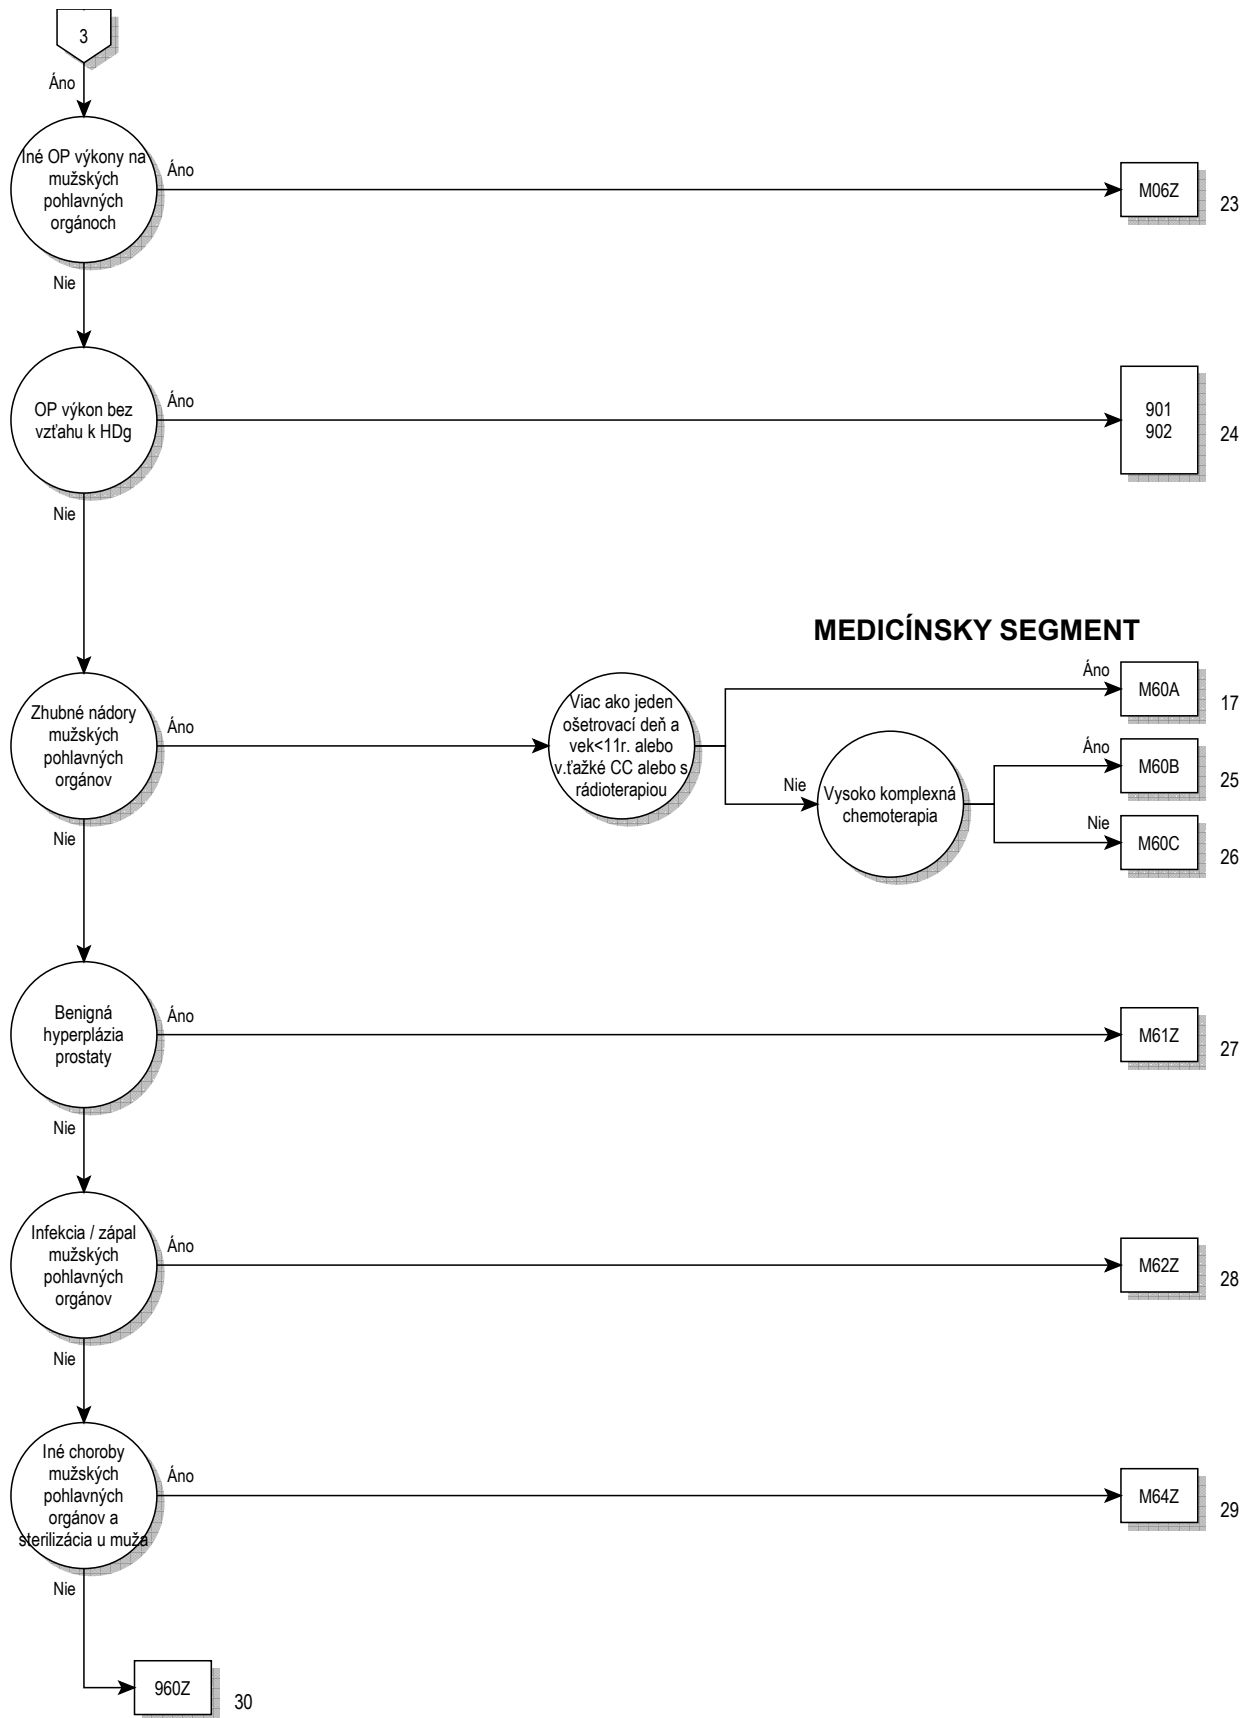 3
Áno
Iné OP výkony na
mužských
pohlavných
orgánoch
Áno
M06Z
23
Nie
OP výkon bez
vzťahu k HDg
Áno
901
902
24
Nie
MEDICÍNSKY SEGMENT
Zhubné nádory
mužských
pohlavných
orgánov
Áno
Viac ako jeden
ošetrovací deň a
vek<11r. alebo
v.ťažké CC alebo s
rádioterapiou
Áno
M60A
17
Nie
Vysoko komplexná
chemoterapia
Áno
M60B
25
Nie
M60C
26
Nie
Benigná
hyperplázia
prostaty
Áno
M61Z
27
Nie
Infekcia / zápal
mužských
pohlavných
orgánov
Áno
M62Z
28
Nie
Iné choroby
mužských
pohlavných
orgánov a
sterilizácia u muža
Áno
M64Z
29
Nie
960Z
30